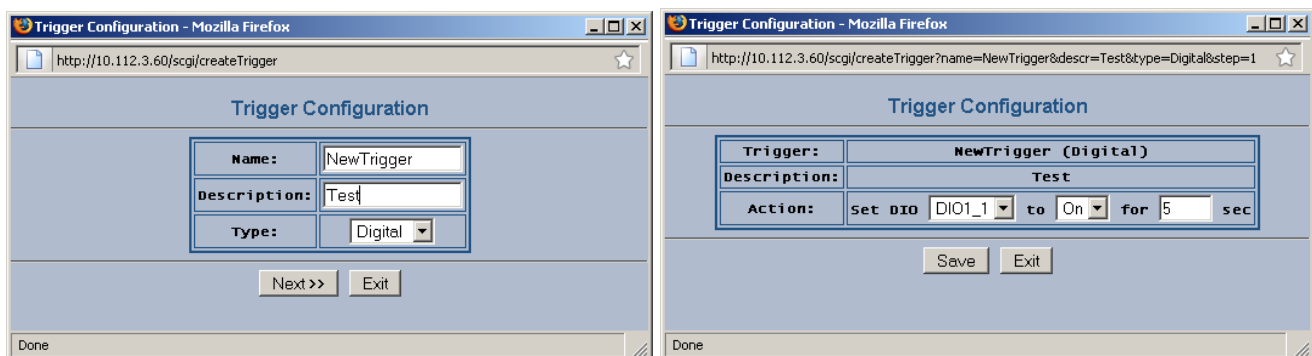 Trigger Configuration - Mozilla Firefox
http://10.112.3.60/scgi/createTrigger
Trigger Configuration
Name: NewTrigger
Description: Test
Type: Digital
Next>> Exit
Done
Trigger Configuration - Mozilla Firefox
http://10.112.3.60/scgi/createTrigger?name=NewTrigger&descr=Test&type=Digital&step=1
Trigger Configuration
Trigger: NewTrigger (Digital)
Description: Test
Action: Set DIO DIO1_1 to On for 5 sec
Save Exit
Done